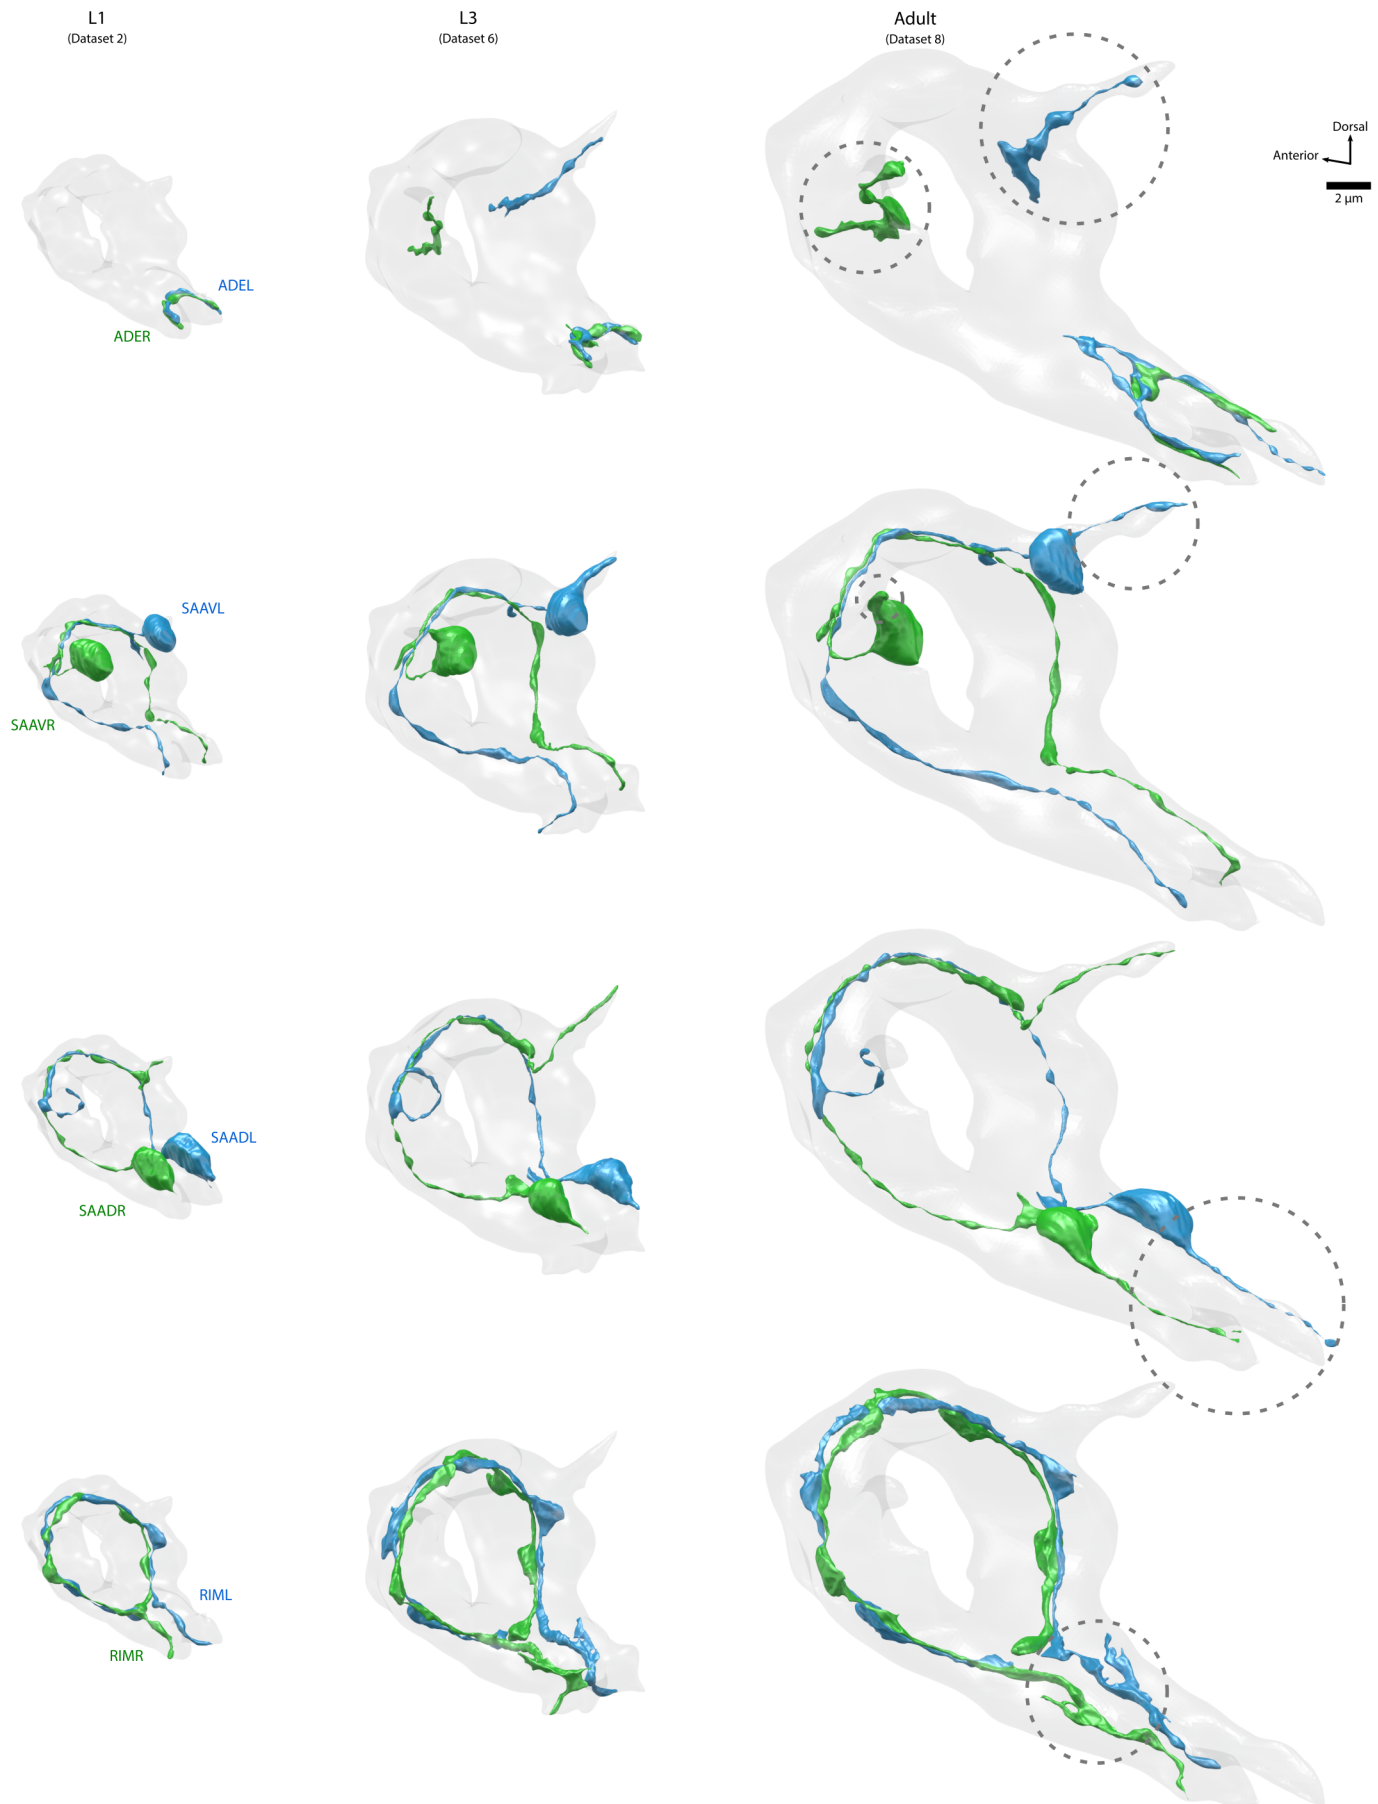 L1
(Dataset 2)
L3
(Dataset 6)
Adult
(Dataset 8)
Dorsal
Anterior
2 μm
ADEL
ADER
SAAVL
SAAVR
SAADL
SAADR
RIML
RIMR